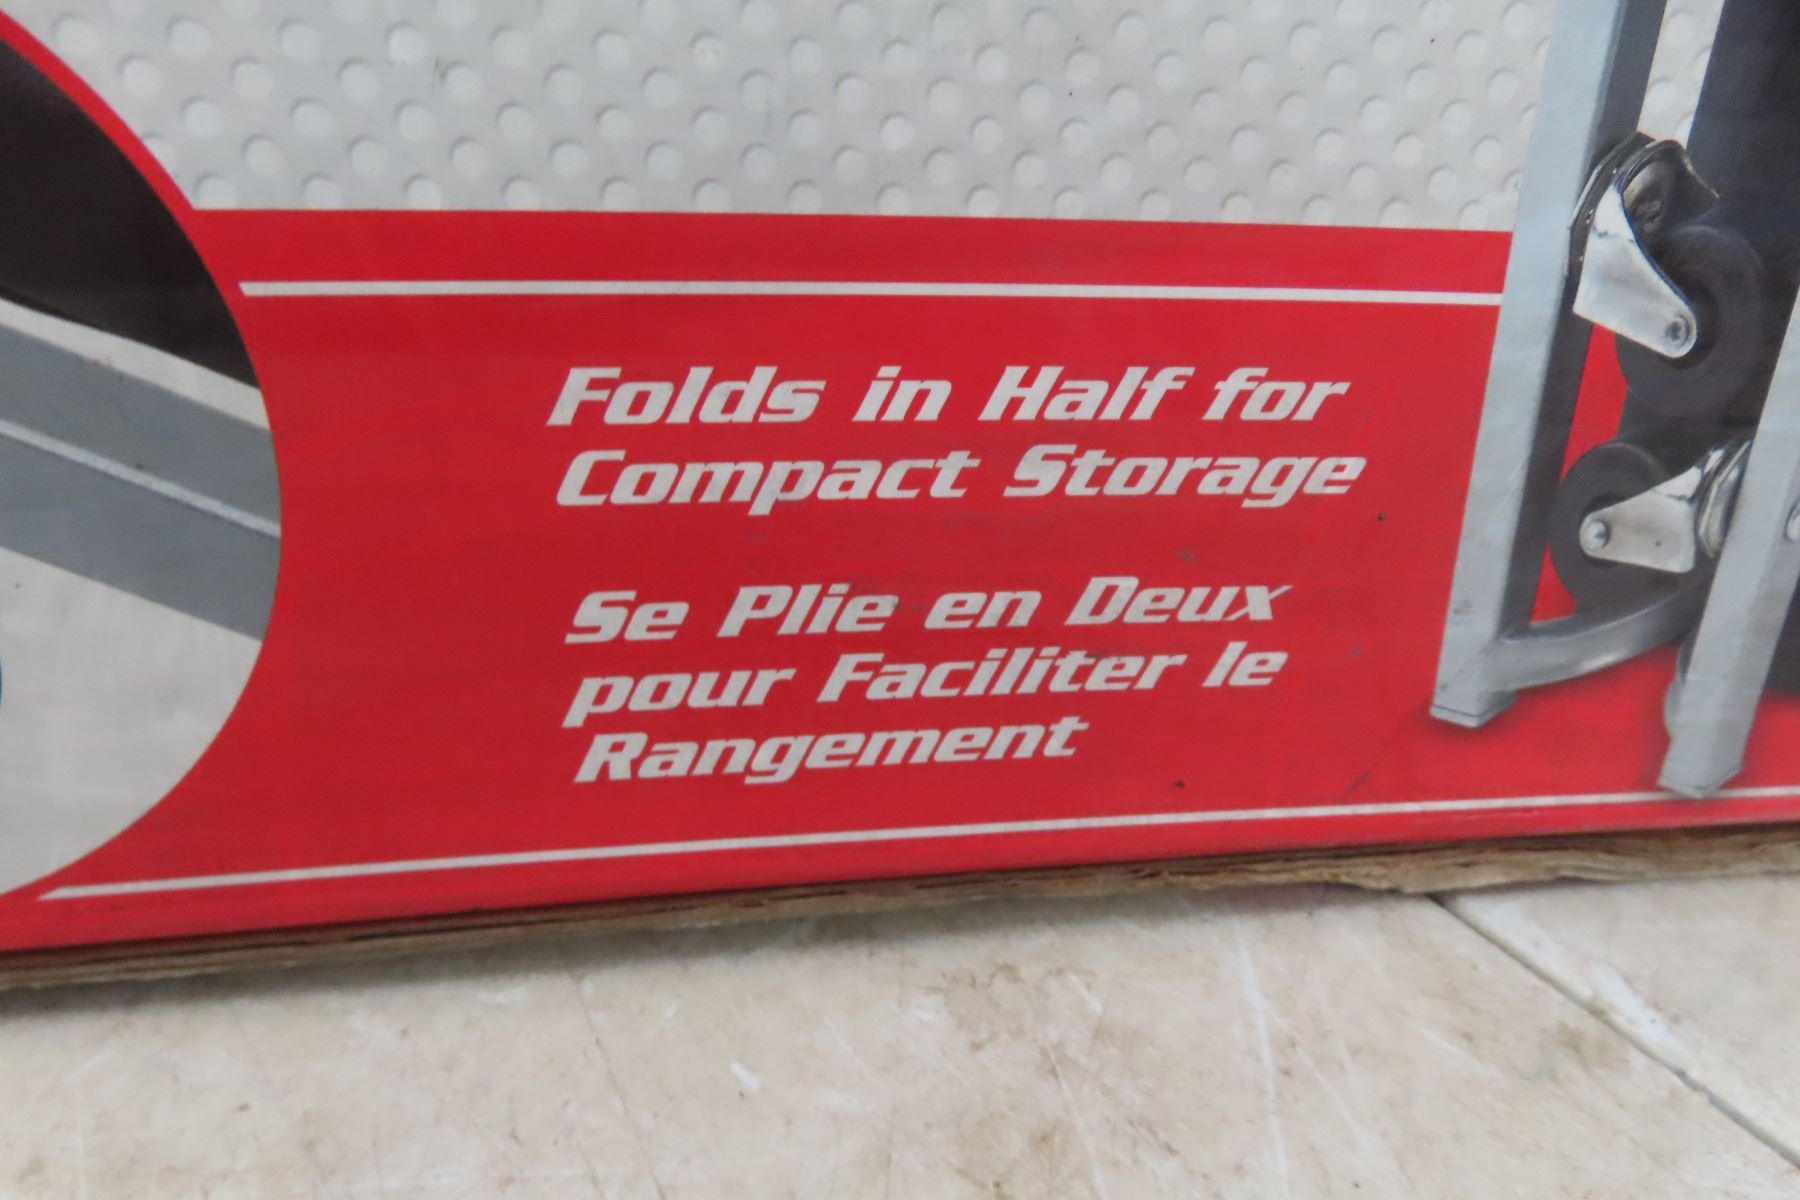 Folds in Half for
Compact Storage
Se Plie en Deux
pour Faciliter le
Rangement